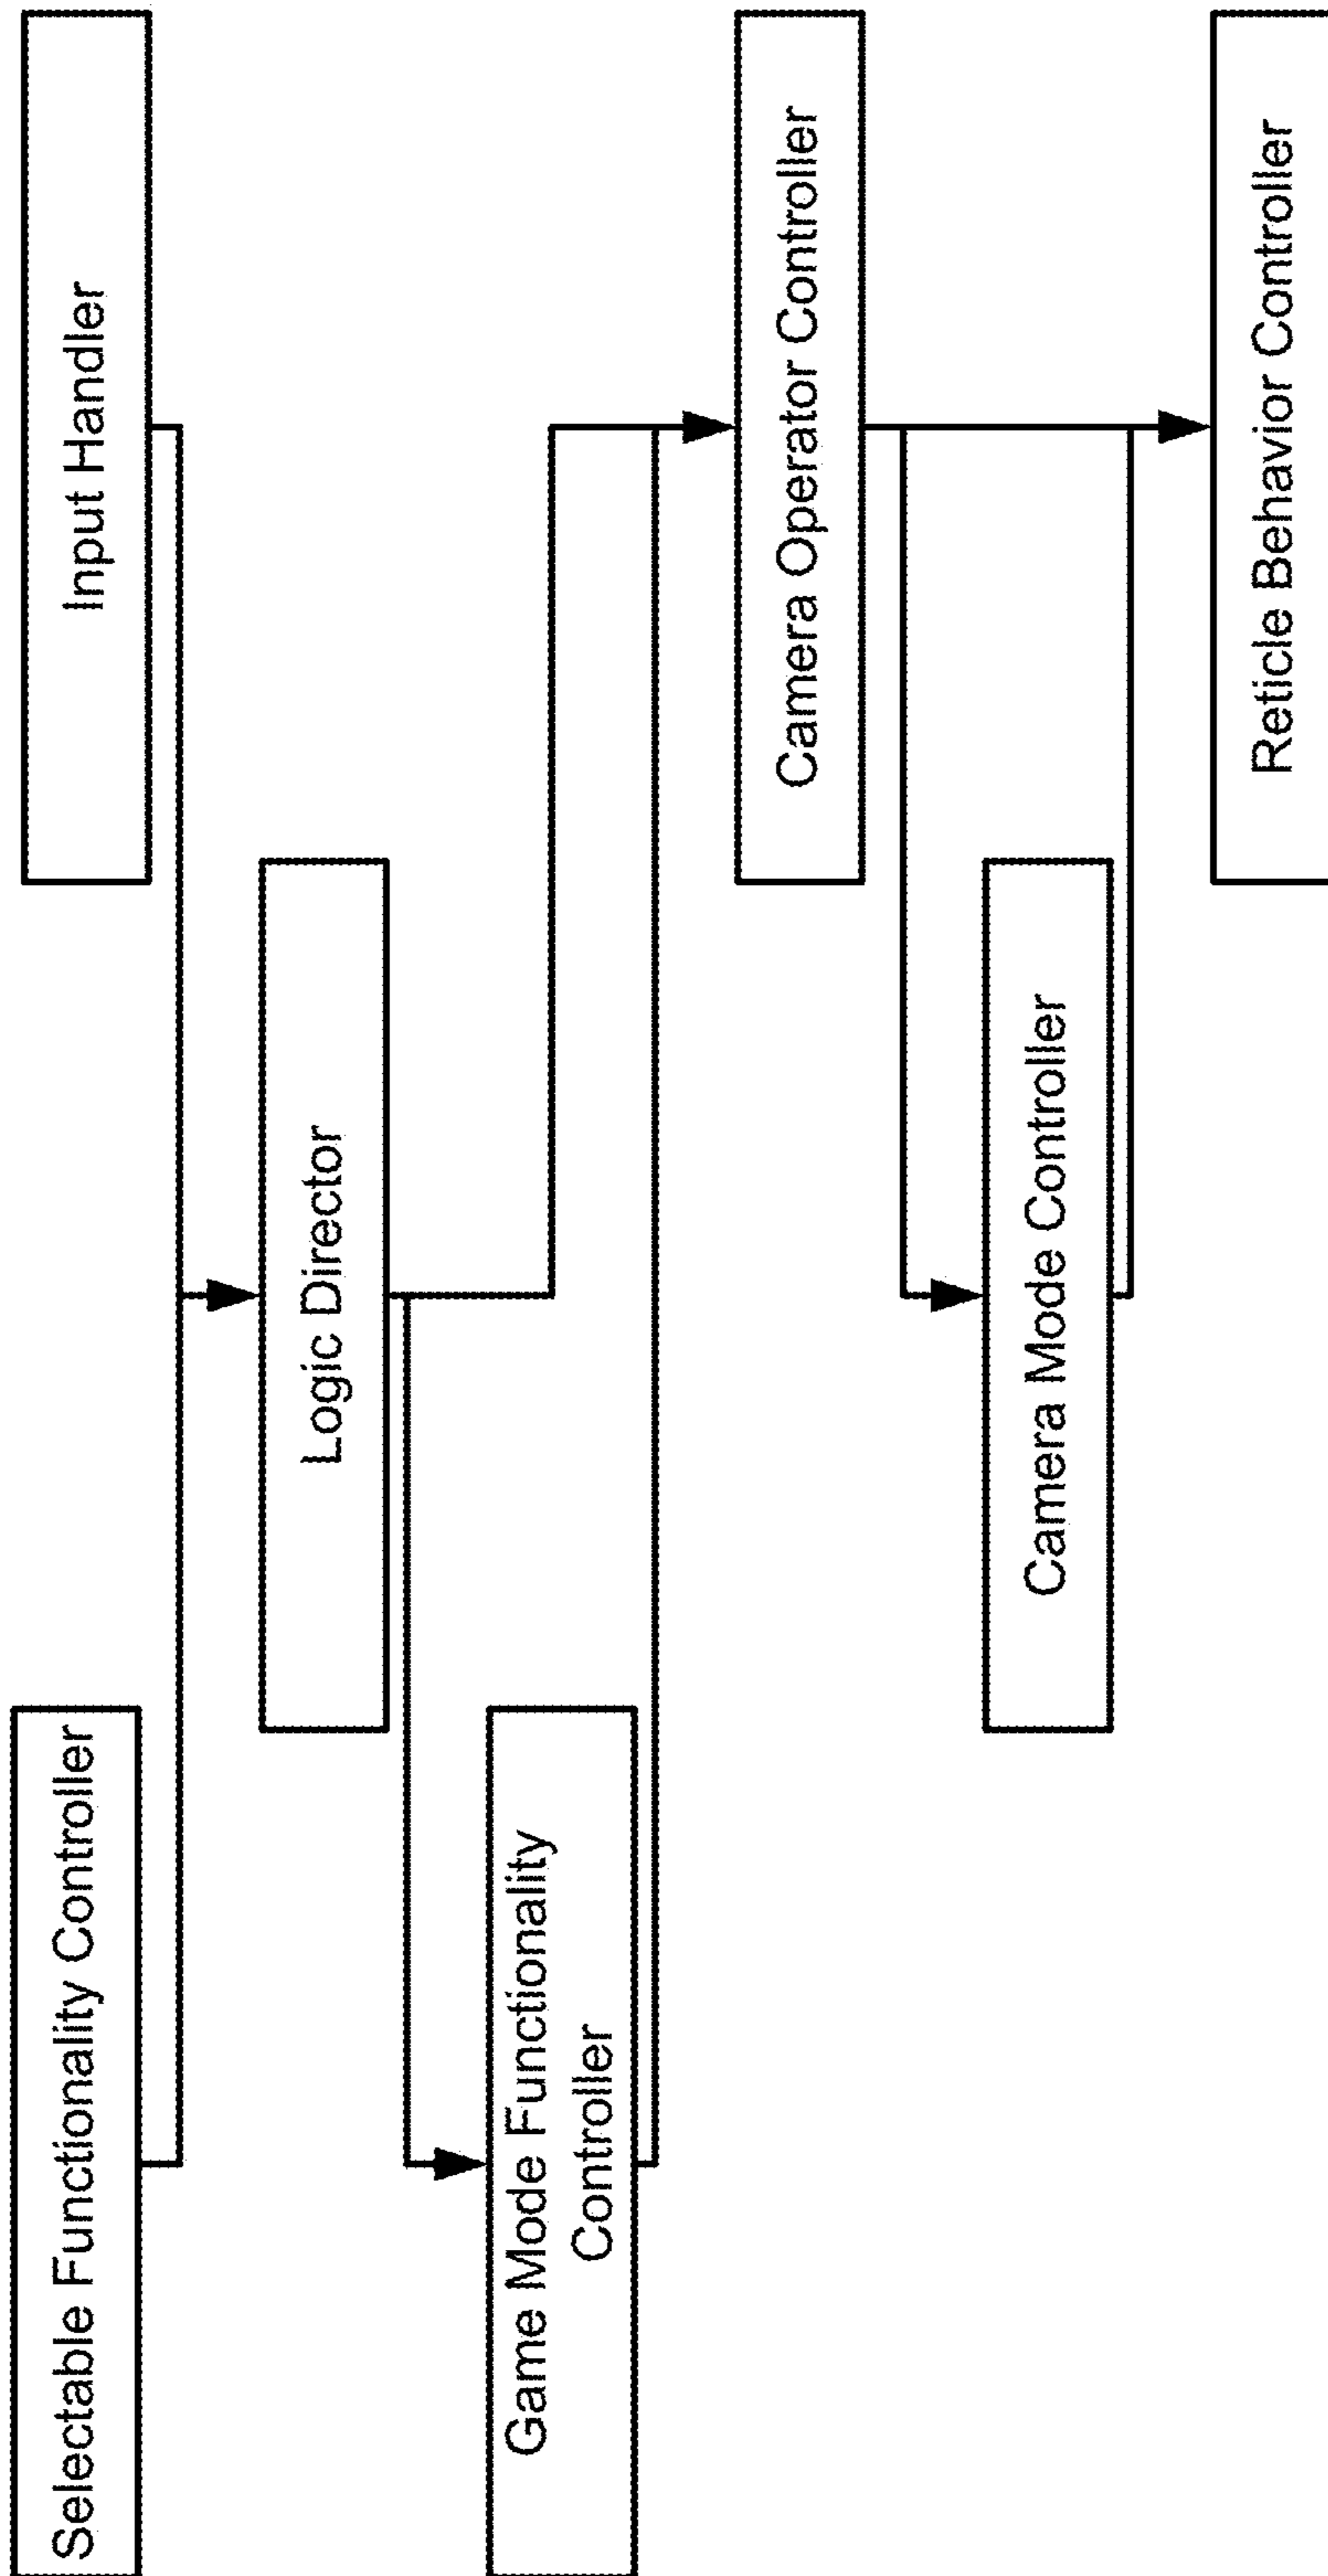 Selectable Functionality Controller
Input Handler
Logic Director
Game Mode Functionality
Controller
Camera Operator Controller
Camera Mode Controller
Reticle Behavior Controller